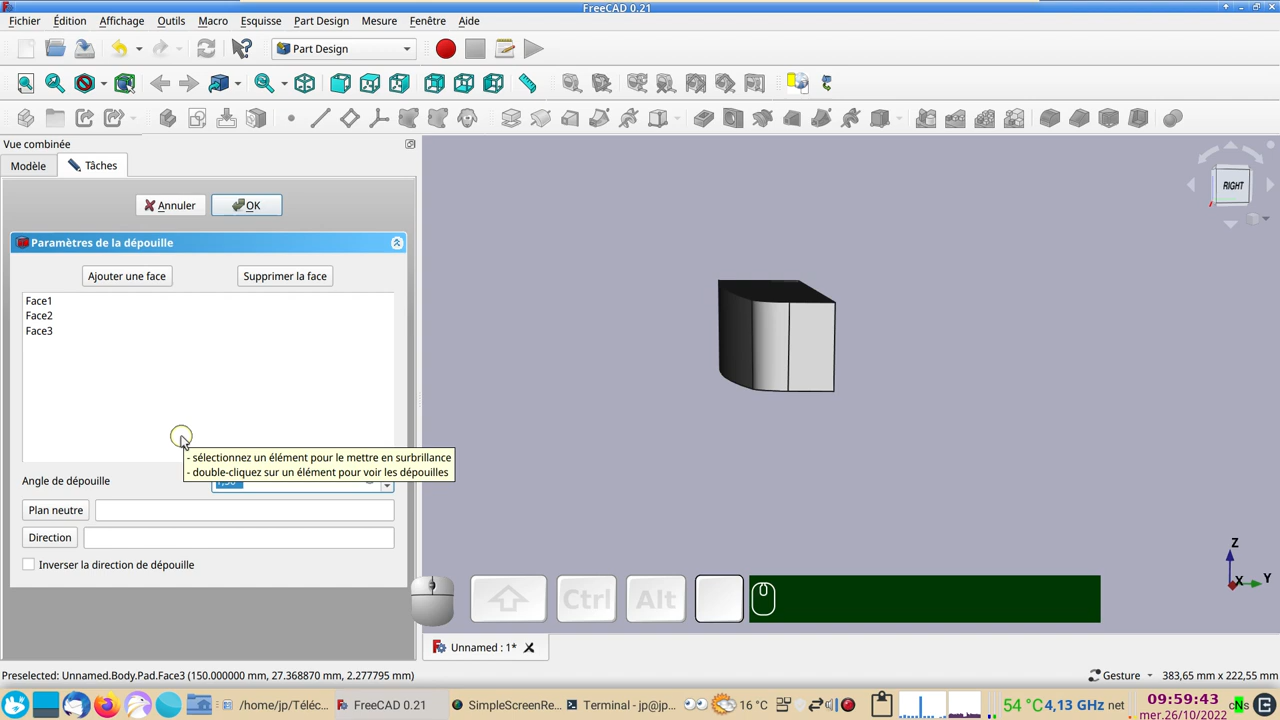 FreeCAD 0.21
Fichier Édition Affichage Outils Macro Esquisse Part Design Mesure Fenêtre Aide
Part Design
Vue combinée
Modèle Tâches
Annuler OK
Paramètres de la dépouille
Ajouter une face Supprimer la face
Face1
Face2
Face3
- sélectionnez un élément pour le mettre en surbrillance
- double-cliquez sur un élément pour voir les dépouilles
Angle de dépouille
Plan neutre
Direction
Inverser la direction de dépouille
RIGHT
Z
X Y
Ctrl Alt
Unnamed : 1*
Preselected: Unnamed.Body.Pad.Face3 (150.000000 mm, 27.368870 mm, 2.277795 mm) Gesture 383,65 mm x 222,55 mm
/home/jp/Téléc... FreeCAD 0.21 SimpleScreenRe... Terminal - jp@jp... 16 °C 54 °C 4,13 GHz net 09:59:43
mer.26/10/2022
cNs